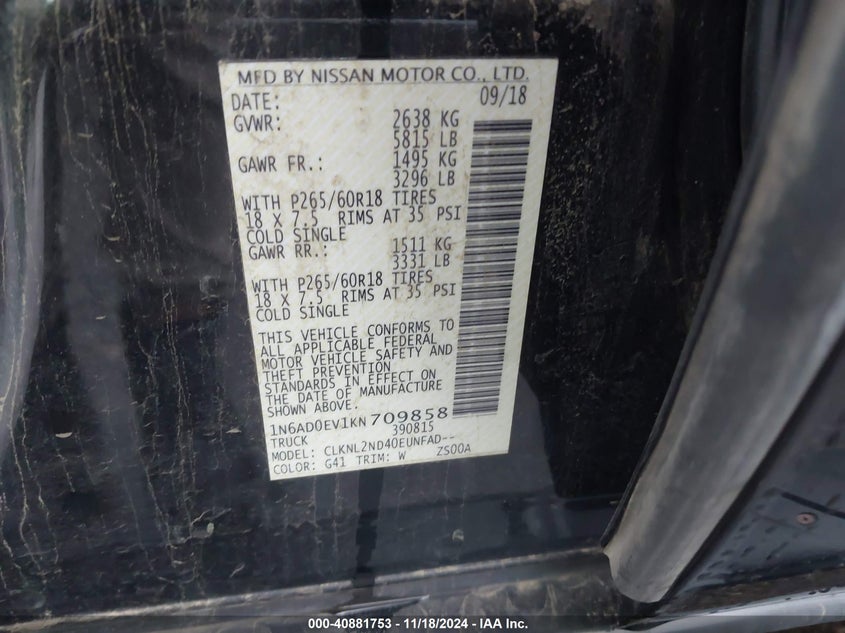 MFD BY NISSAN MOTOR CO., LTD.
DATE: 09/18
GVWR: 2638 KG
5815 LB
GAWR FR.: 1495 KG
3296 LB
WITH P265/60R18 TIRES
18 X 7.5 RIMS AT 35 PSI
COLD SINGLE
GAWR RR.: 1511 KG
3331 LB
WITH P265/60R18 TIRES
18 X 7.5 RIMS AT 35 PSI
COLD SINGLE
THIS VEHICLE CONFORMS TO
ALL APPLICABLE FEDERAL
MOTOR VEHICLE SAFETY AND
THEFT PREVENTION
STANDARDS IN EFFECT ON
THE DATE OF MANUFACTURE
SHOWN ABOVE.
1N6AD0EV1KN709858
TRUCK 390815
MODEL: CLKNL2ND40EUNFAD--
COLOR: G41 TRIM: W ZS00A
000-40881753 - 11/18/2024 - IAA Inc.